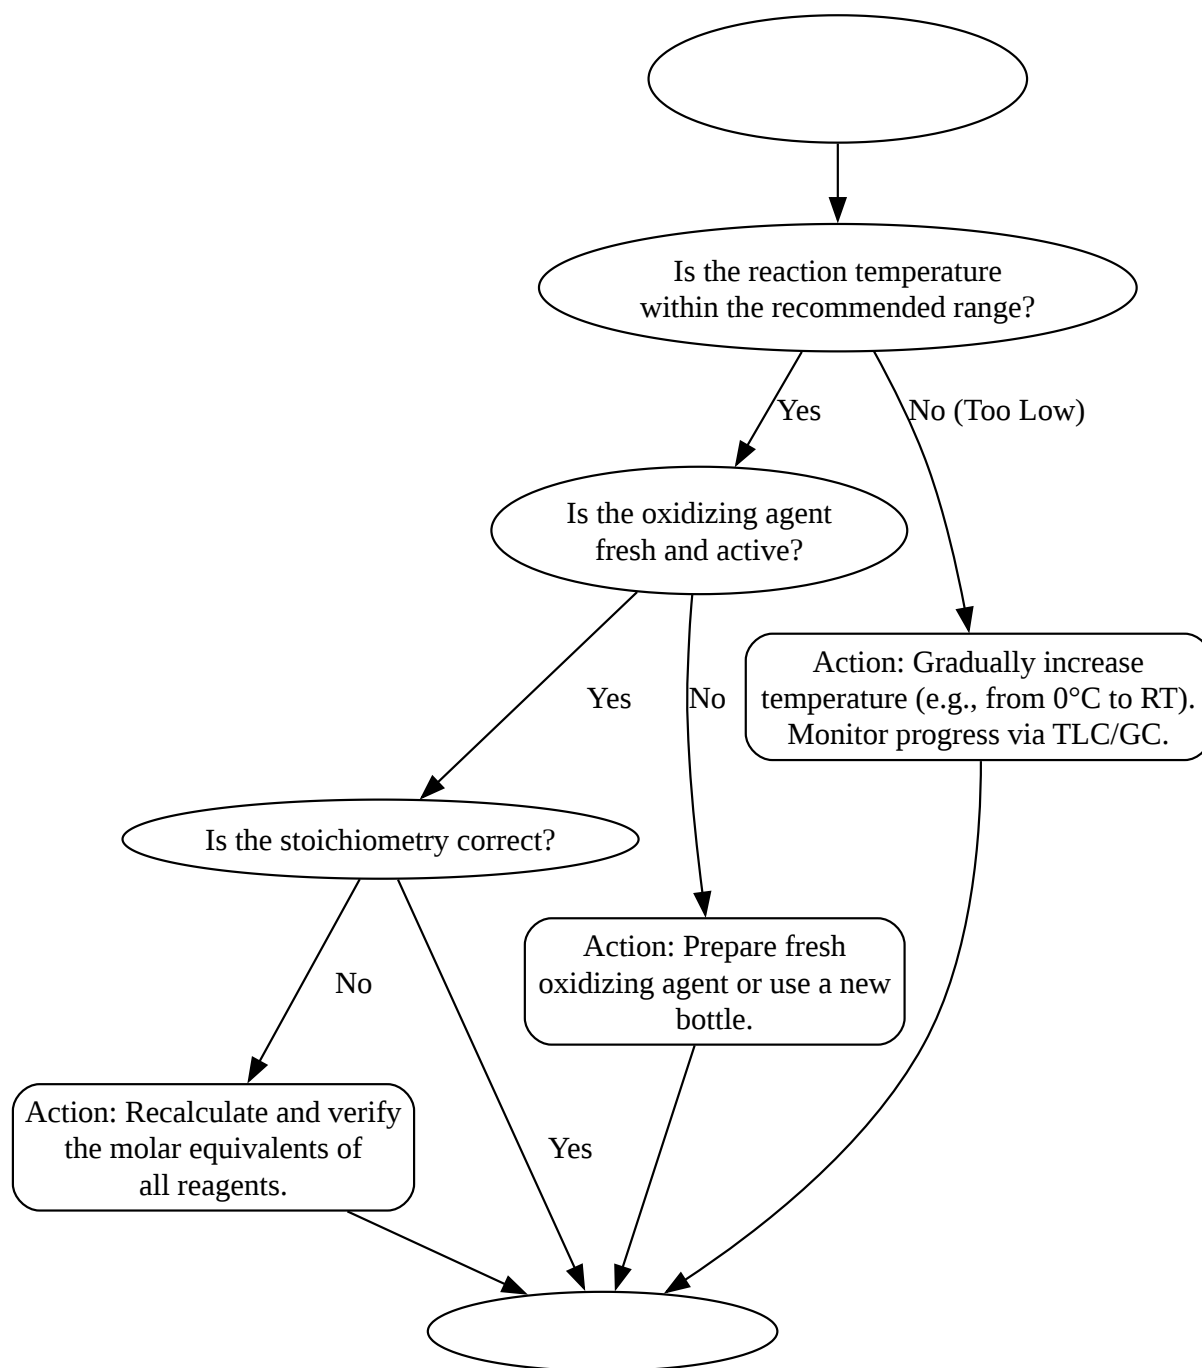 Is the reaction temperature
within the recommended range?
Yes
No (Too Low)
Is the oxidizing agent
fresh and active?
Action: Gradually increase
temperature (e.g., from 0°C to RT).
Monitor progress via TLC/GC.
Yes
No
Is the stoichiometry correct?
Action: Prepare fresh
oxidizing agent or use a new
bottle.
No
Action: Recalculate and verify
the molar equivalents of
all reagents.
Yes